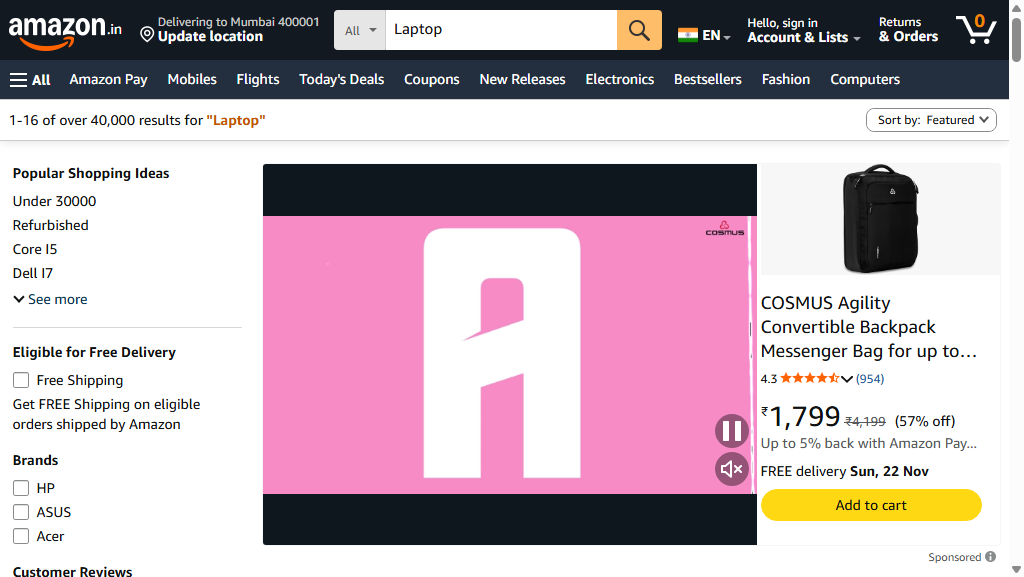 amazon.in
Delivering to Mumbai 400001
Update location
All
Laptop
EN
Hello, sign in
Account & Lists
Returns
& Orders
0
All
Amazon Pay
Mobiles
Flights
Today's Deals
Coupons
New Releases
Electronics
Bestsellers
Fashion
Computers
1-16 of over 40,000 results for "Laptop"
Sort by: Featured
Popular Shopping Ideas
Under 30000
Refurbished
Core I5
Dell I7
See more
Eligible for Free Delivery
Free Shipping
Get FREE Shipping on eligible
orders shipped by Amazon
Brands
HP
ASUS
Acer
Customer Reviews
COSMUS
A
COSMUS Agility
Convertible Backpack
Messenger Bag for up to…
4.3 (954)
₹1,799 ₹4,199 (57% off)
Up to 5% back with Amazon Pay…
FREE delivery Sun, 22 Nov
Add to cart
Sponsored